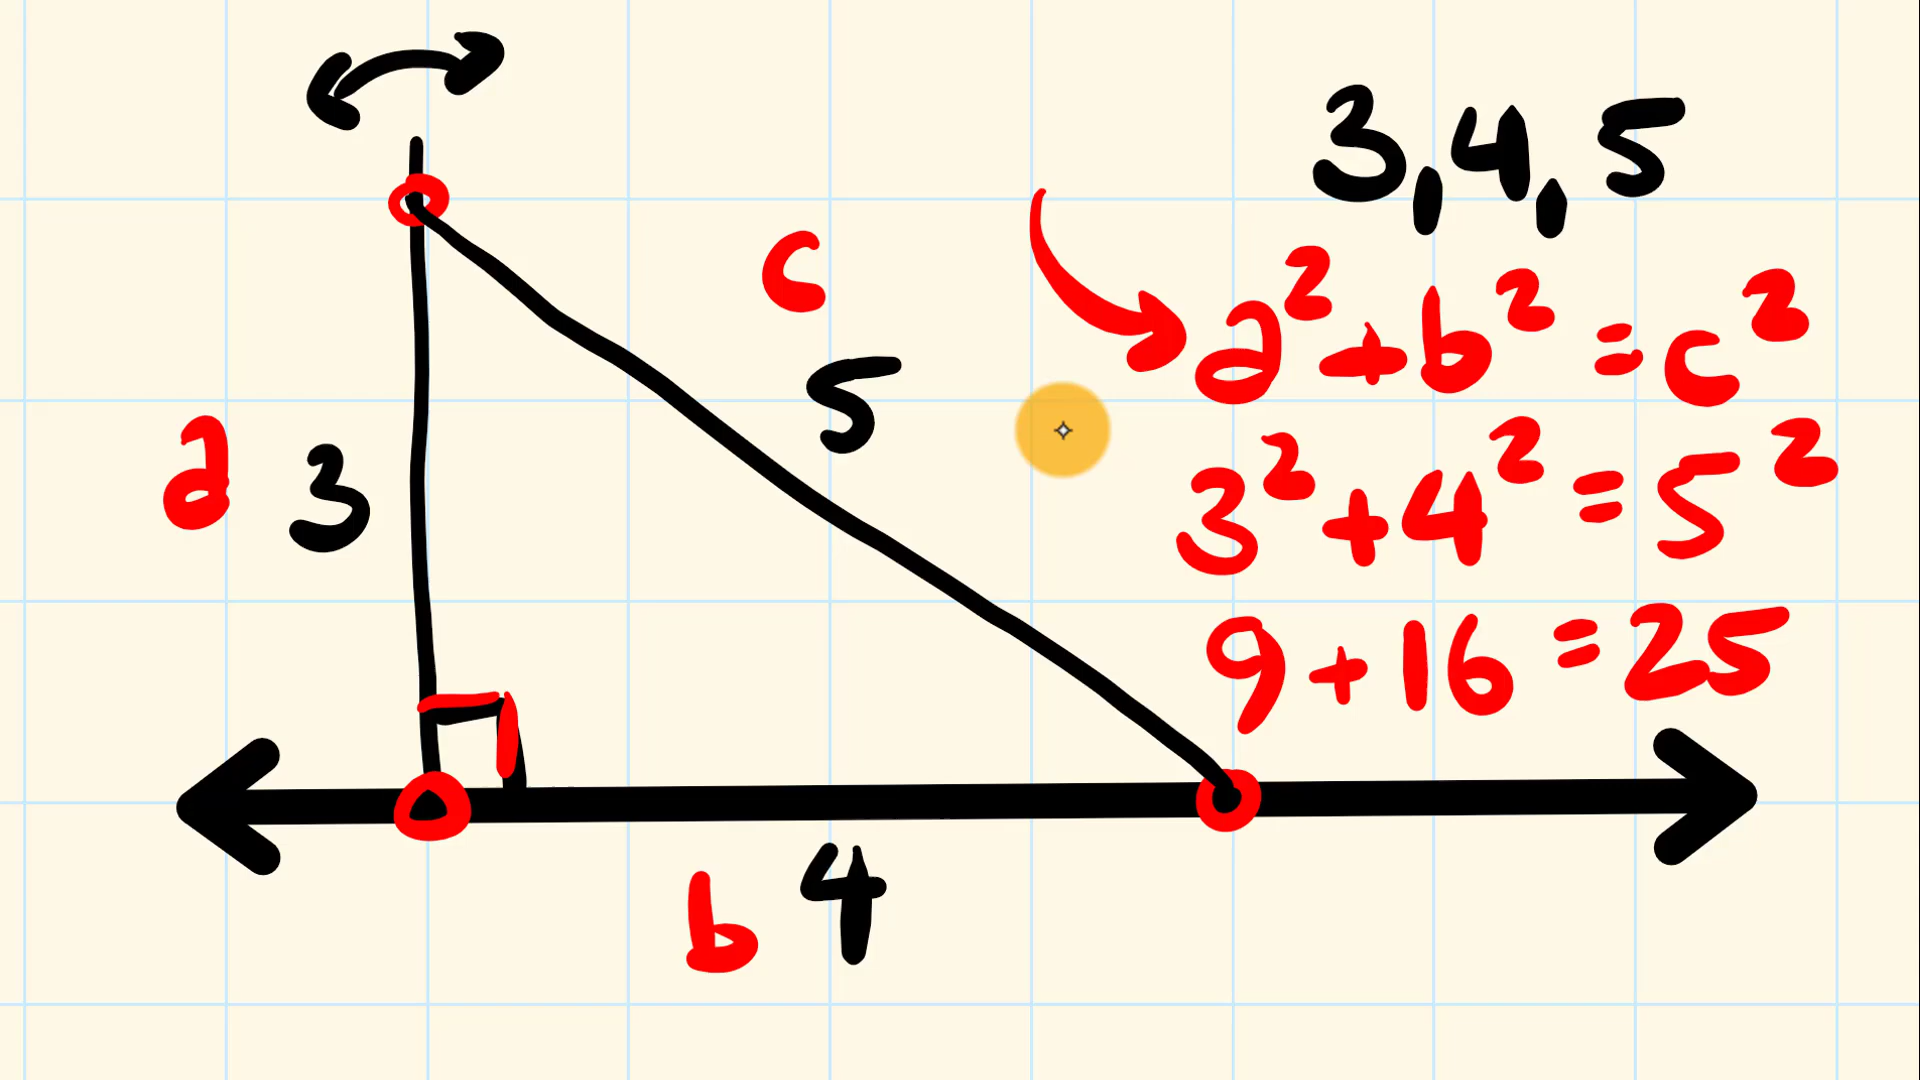 3,4,5
c
a² + b² = c²
5
a 3
3² + 4² = 5²
9 + 16 = 25
b 4